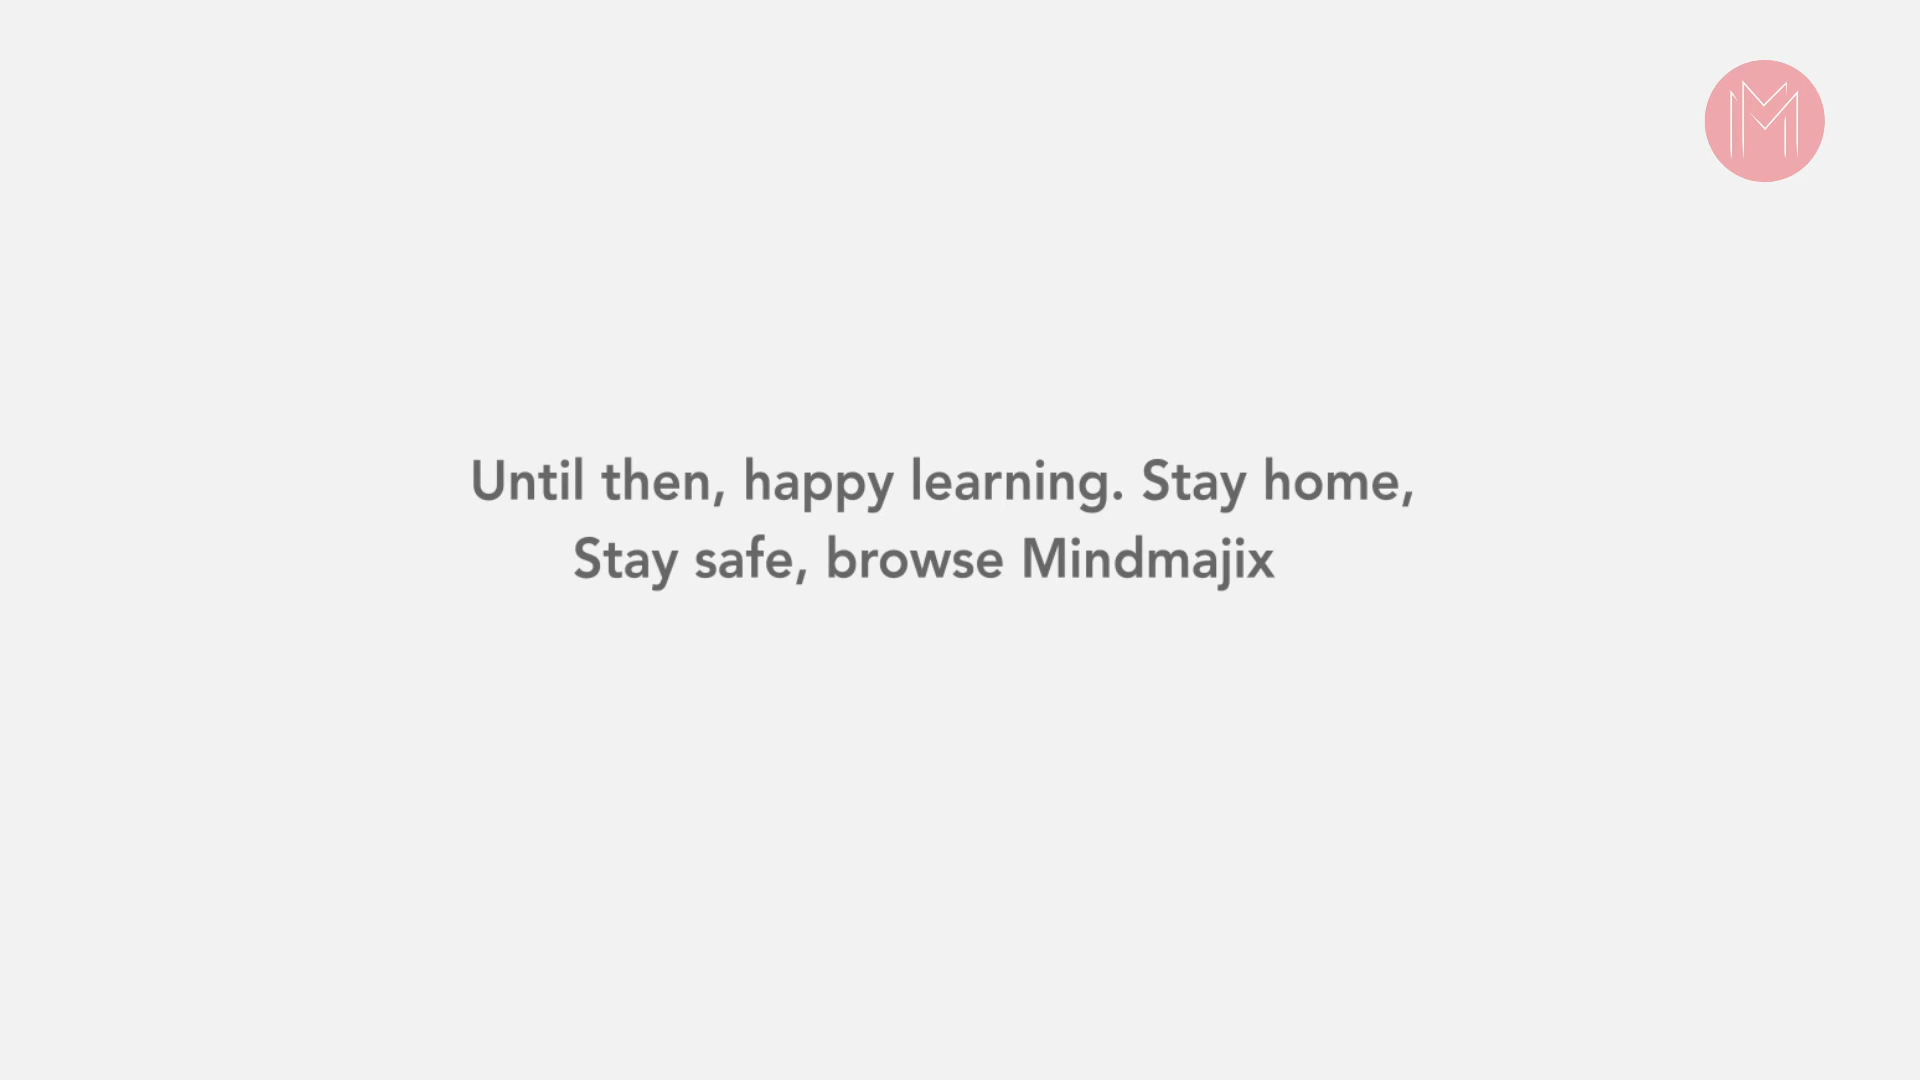 Until then, happy learning. Stay home,
Stay safe, browse Mindmajix